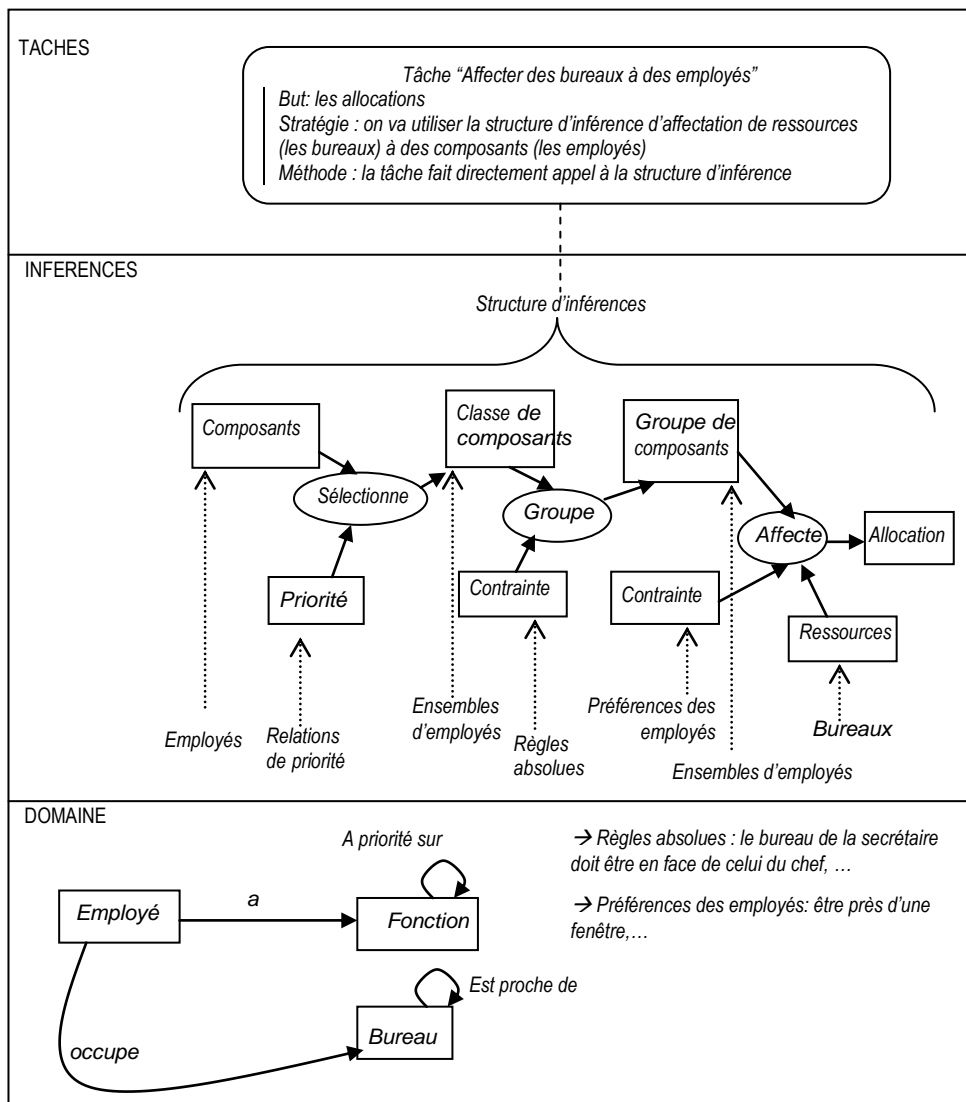 TACHES
Tâche “Affecter des bureaux à des employés”
But: les allocations
Stratégie : on va utiliser la structure d’inférence d’affectation de ressources
(les bureaux) à des composants (les employés)
Méthode : la tâche fait directement appel à la structure d’inférence
INFERENCES
Structure d’inférences
Composants
Sélectionne
Priorité
Classe de
composants
Groupe
Contrainte
Groupe de
composants
Affecte
Allocation
Contrainte
Ressources
Employés
Relations
de priorité
Ensembles
d’employés
Règles
absolues
Préférences des
employés
Ensembles d’employés
Bureaux
DOMAINE
A priorité sur
Employé
a
Fonction
Est proche de
Bureau
occupe
→ Règles absolues : le bureau de la secrétaire
doit être en face de celui du chef, …
→ Préférences des employés: être près d’une
fenêtre,…